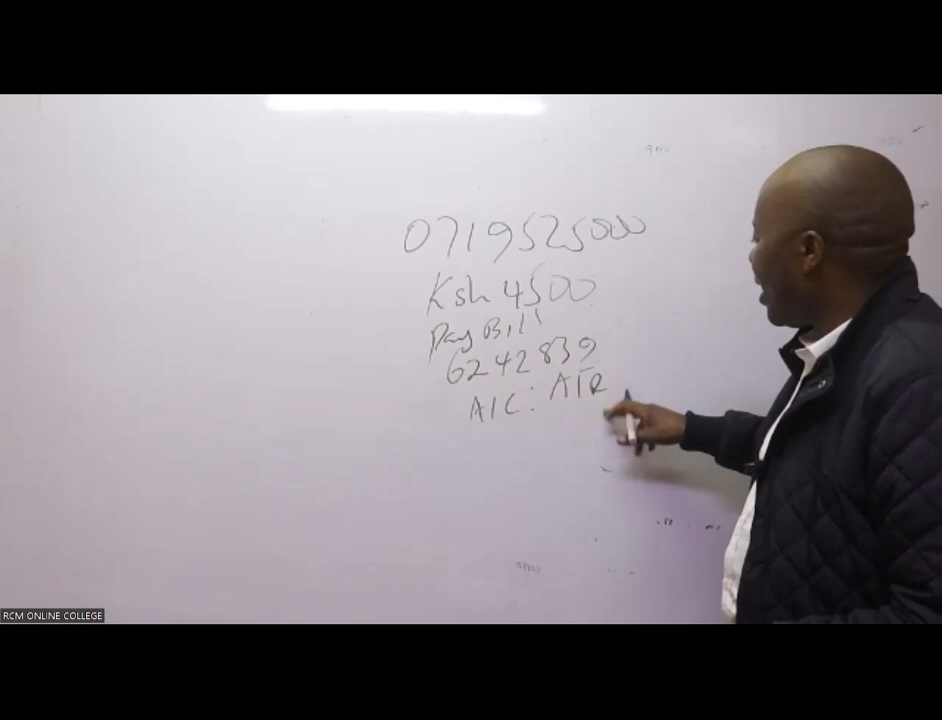 0719525000
Ksh 4500
Pay Bill
6242839
A/C: ATR
RCM ONLINE COLLEGE